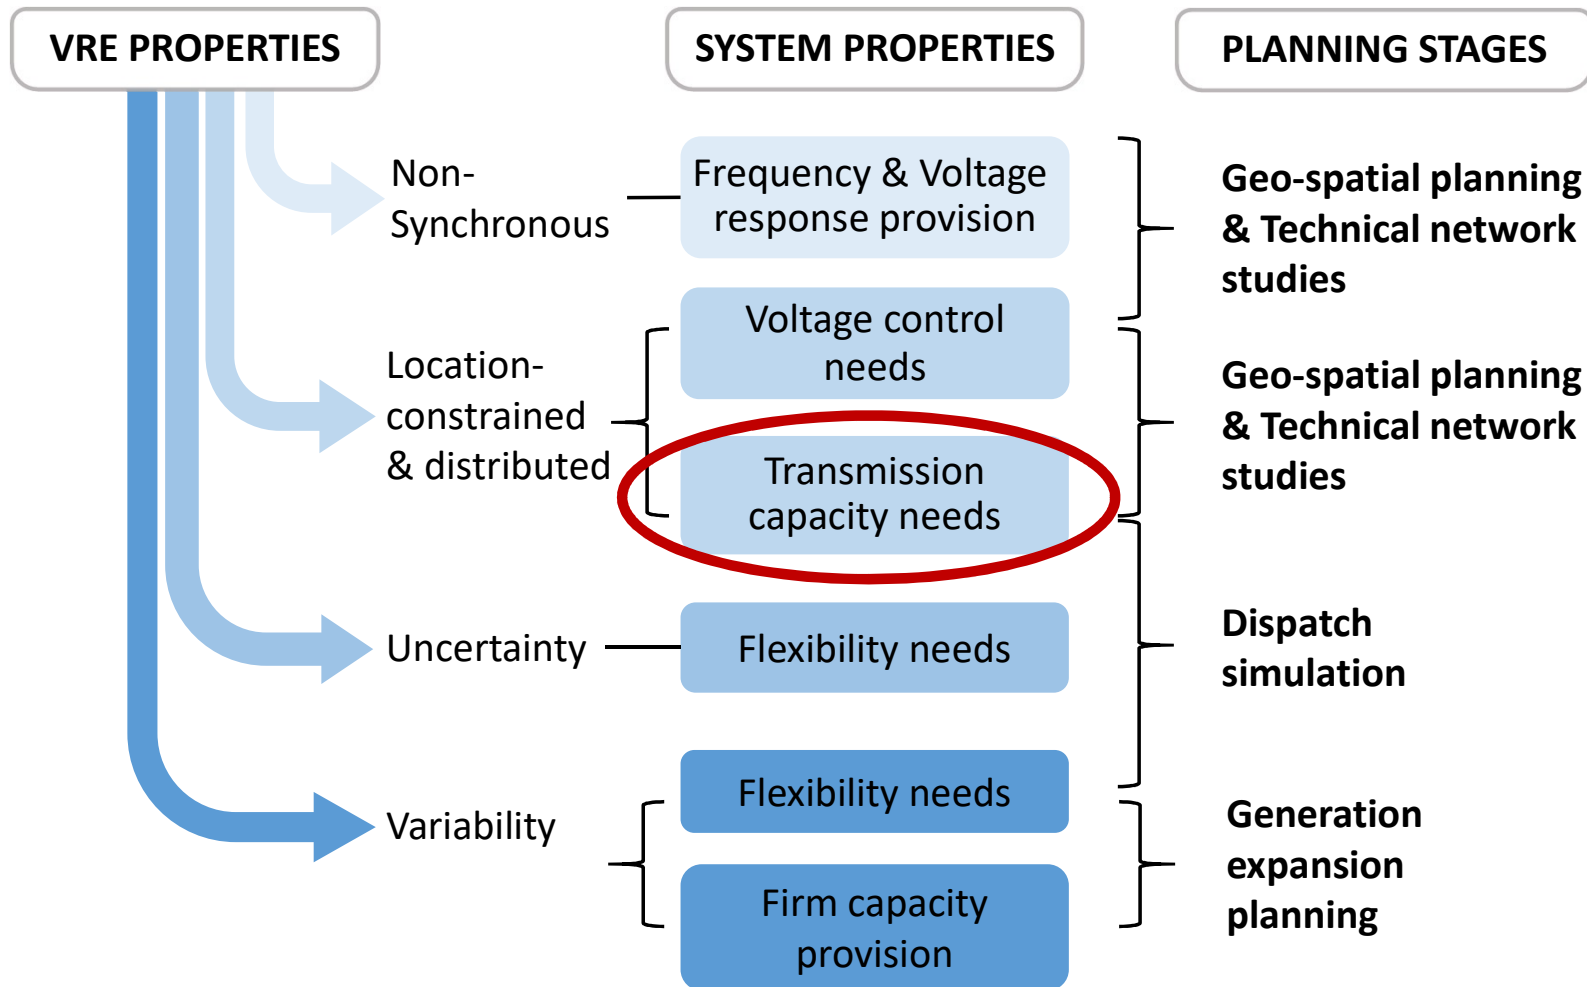 VRE PROPERTIES
SYSTEM PROPERTIES
PLANNING STAGES
Non-
Synchronous
Frequency & Voltage
response provision
Geo-spatial planning
& Technical network
studies
Location-
constrained
& distributed
Voltage control
needs
Transmission
capacity needs
Geo-spatial planning
& Technical network
studies
Uncertainty
Flexibility needs
Dispatch
simulation
Variability
Flexibility needs
Firm capacity
provision
Generation
expansion
planning